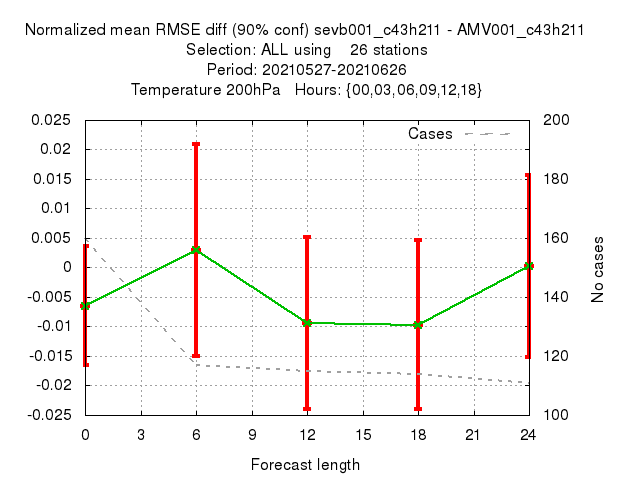 Normalized mean RMSE diff (90% conf) sevb001_c43h211 - AMV001_c43h211
Selection: ALL using    26 stations
Period: 20210527-20210626
Temperature 200hPa   Hours: {00,03,06,09,12,18}
Cases
0.025
0.02
0.015
0.01
0.005
0
-0.005
-0.01
-0.015
-0.02
-0.025
200
180
160
140
120
100
No cases
0 3 6 9 12 15 18 21 24
Forecast length